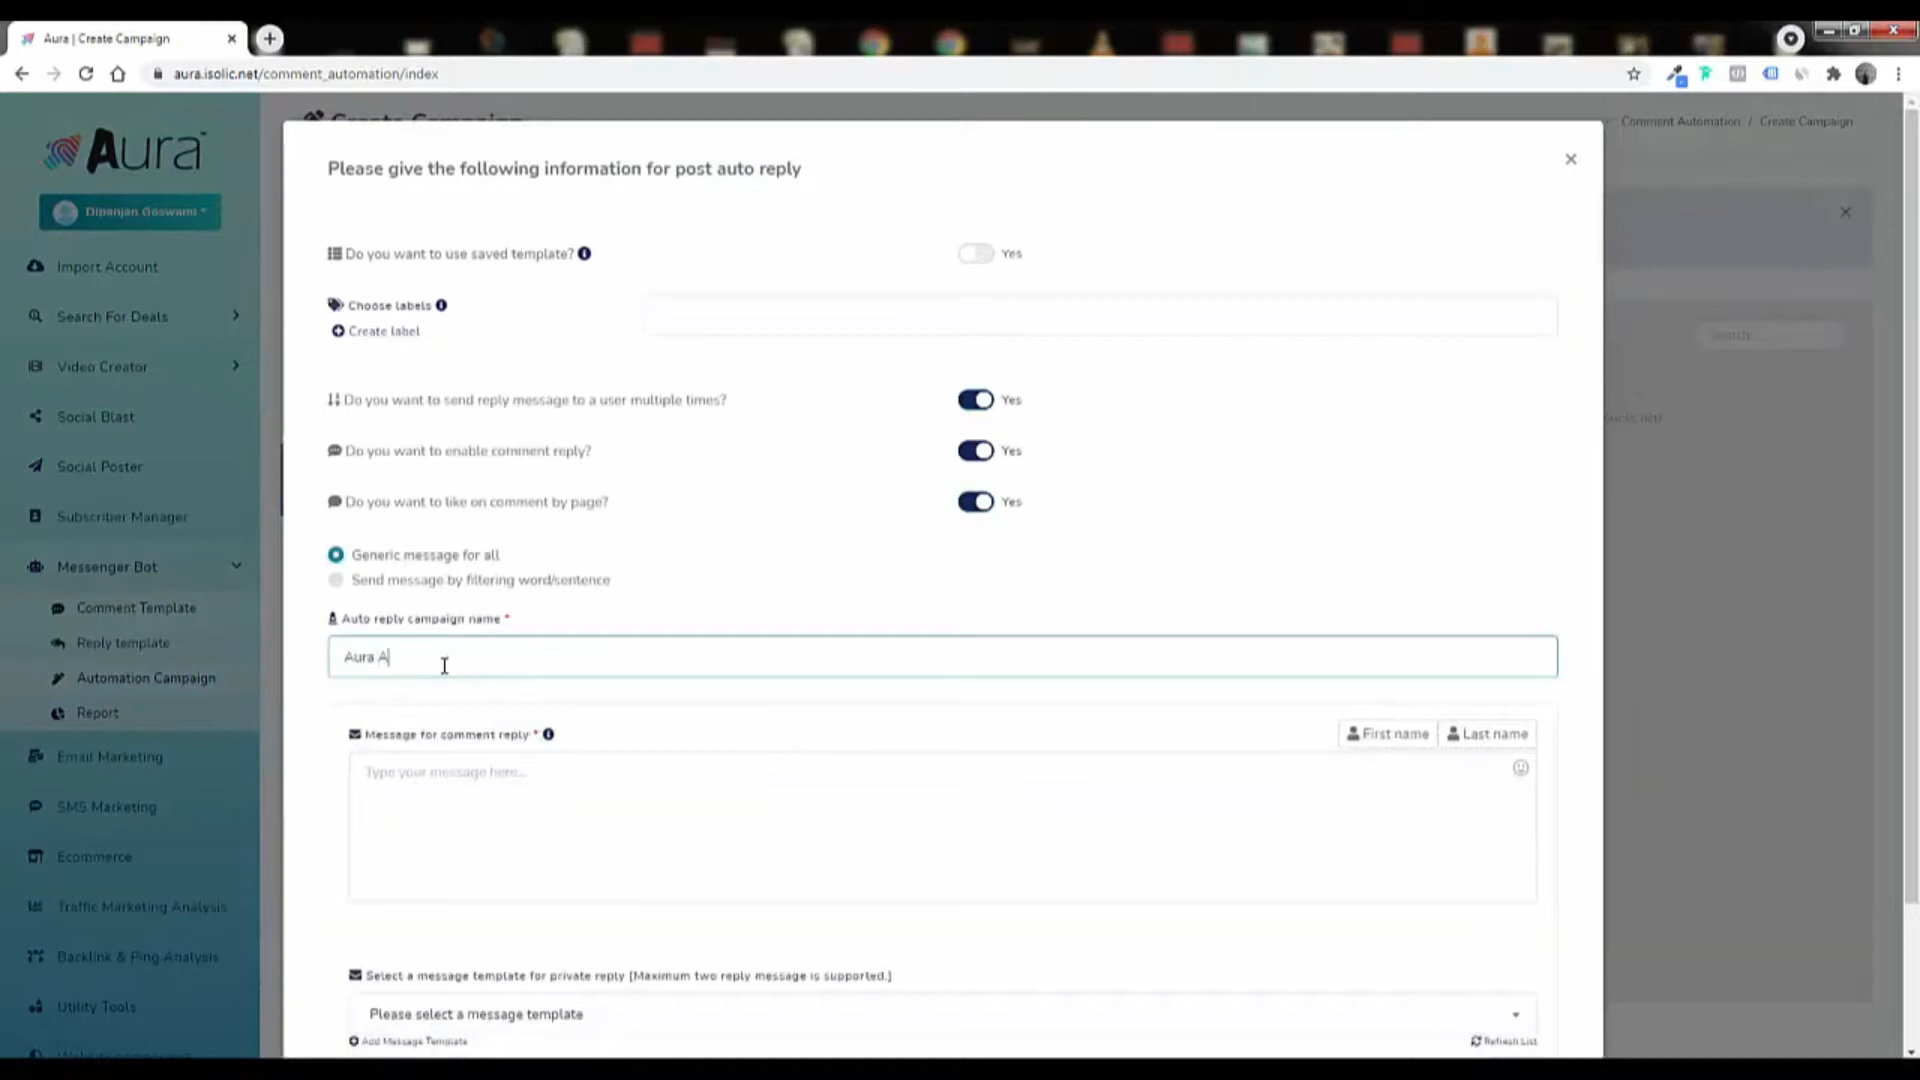 Aura | Create Campaign
aura.isolic.net/comment_automation/index
Aura
Dipanjan Goswami
Import Account
Search For Deals
Video Creator
Social Blast
Social Poster
Subscriber Manager
Messenger Bot
Comment Template
Reply template
Automation Campaign
Report
Email Marketing
SMS Marketing
Ecommerce
Traffic Marketing Analysis
Backlink & Ping Analysis
Utility Tools
Create Campaign
Comment Automation / Create Campaign
Search...
Please give the following information for post auto reply
Do you want to use saved template? Yes
Choose labels
Create label
Do you want to send reply message to a user multiple times? Yes
Do you want to enable comment reply? Yes
Do you want to like on comment by page? Yes
Generic message for all
Send message by filtering word/sentence
Auto reply campaign name *
Aura A
Message for comment reply *
First name Last name
Type your message here...
Select a message template for private reply [Maximum two reply message is supported.]
Please select a message template
Add Message Template
Refresh List